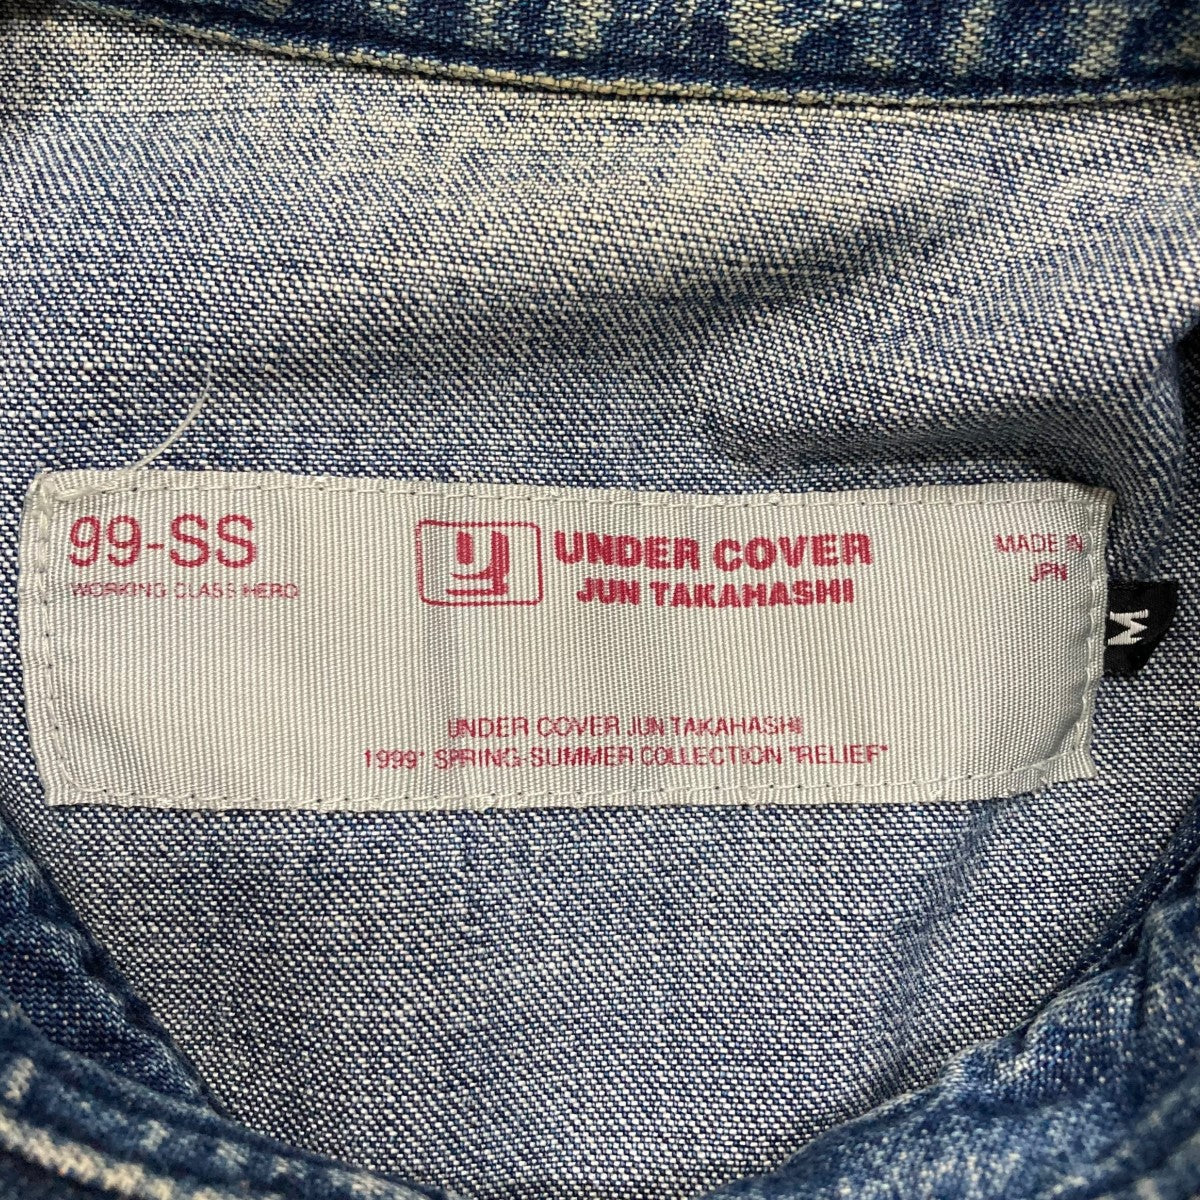 99-SS
WORKING CLASS HERO
UNDER COVER
JUN TAKAHASHI
MADE IN
JPN
M
UNDER COVER JUN TAKAHASHI
1999' SPRING-SUMMER COLLECTION "RELIEF"